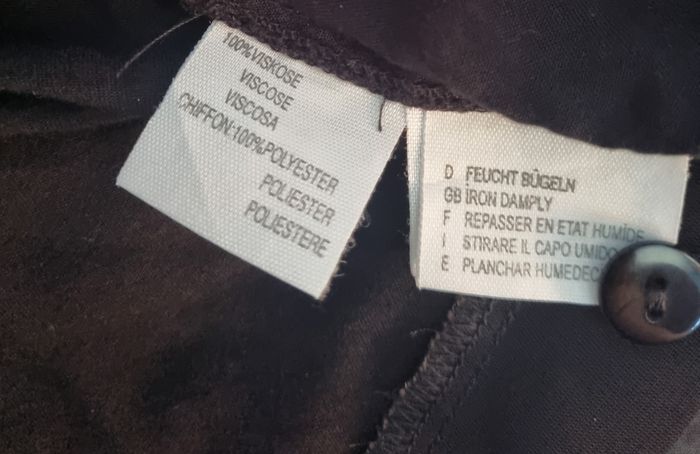 100%VISKOSE
VISCOSE
VISCOSA
CHIFFON:100%POLYESTER
POLIESTER
POLIESTERE
D FEUCHT BÜGELN
GB IRON DAMPLY
F REPASSER EN ETAT HUMIDE
I STIRARE IL CAPO UMIDO
E PLANCHAR